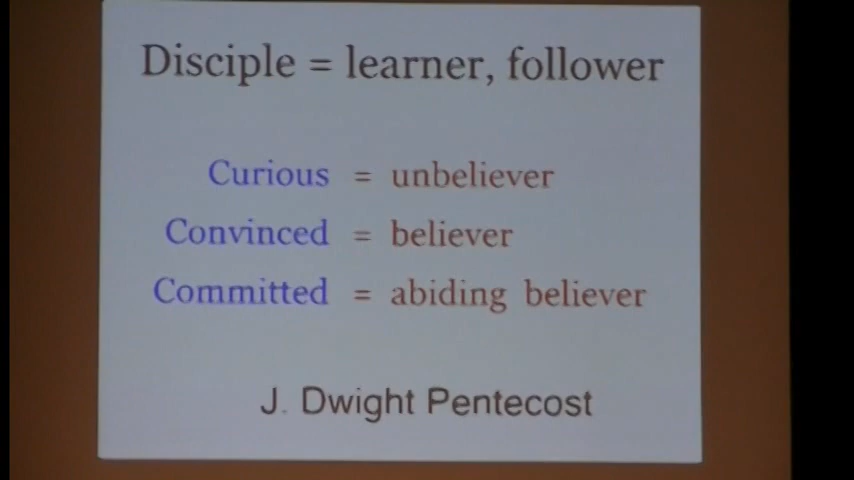 Disciple = learner, follower
Curious = unbeliever
Convinced = believer
Committed = abiding believer
J. Dwight Pentecost